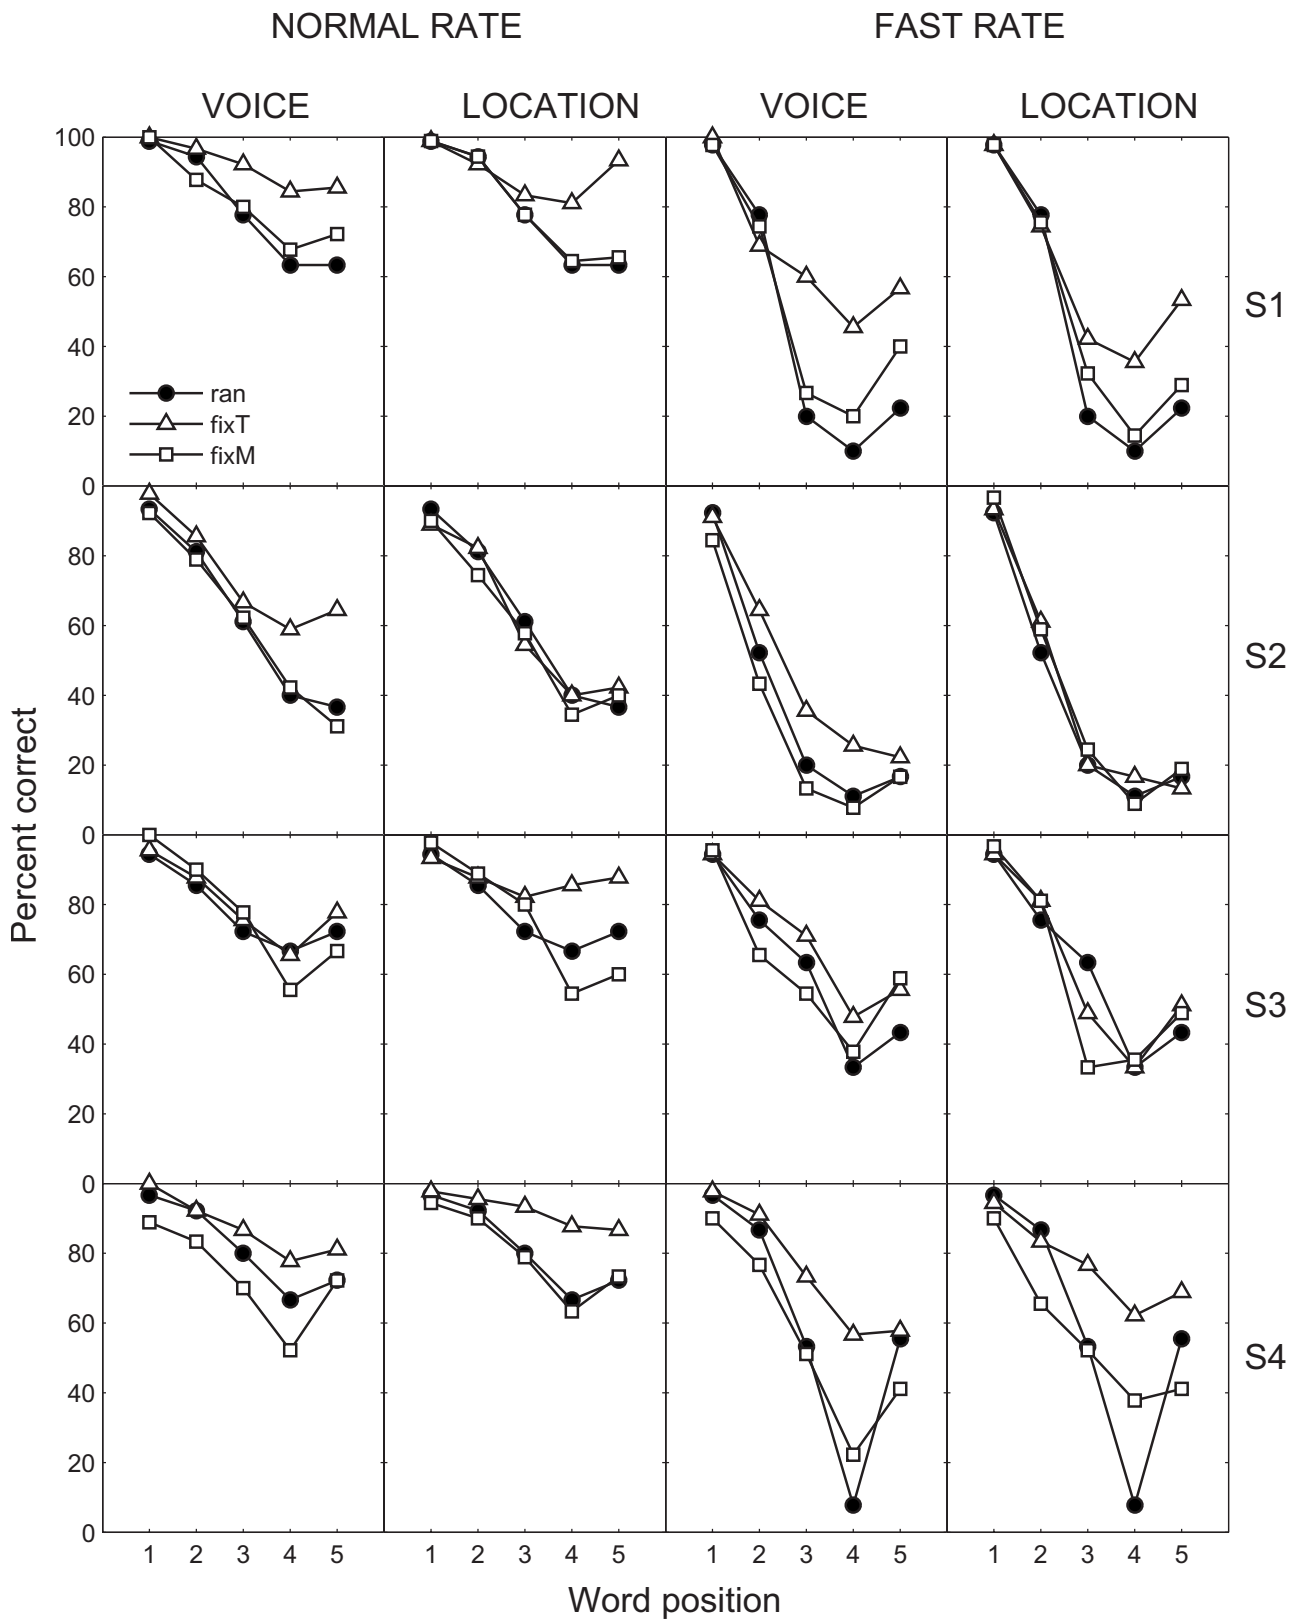 NORMAL RATE FAST RATE
VOICE LOCATION VOICE LOCATION
100
80
60
40
20
0
ran
fixT
fixM
S1
80
60
40
20
0
S2
80
60
40
20
0
S3
80
60
40
20
0
S4
Percent correct
1 2 3 4 5 1 2 3 4 5 1 2 3 4 5 1 2 3 4 5
Word position